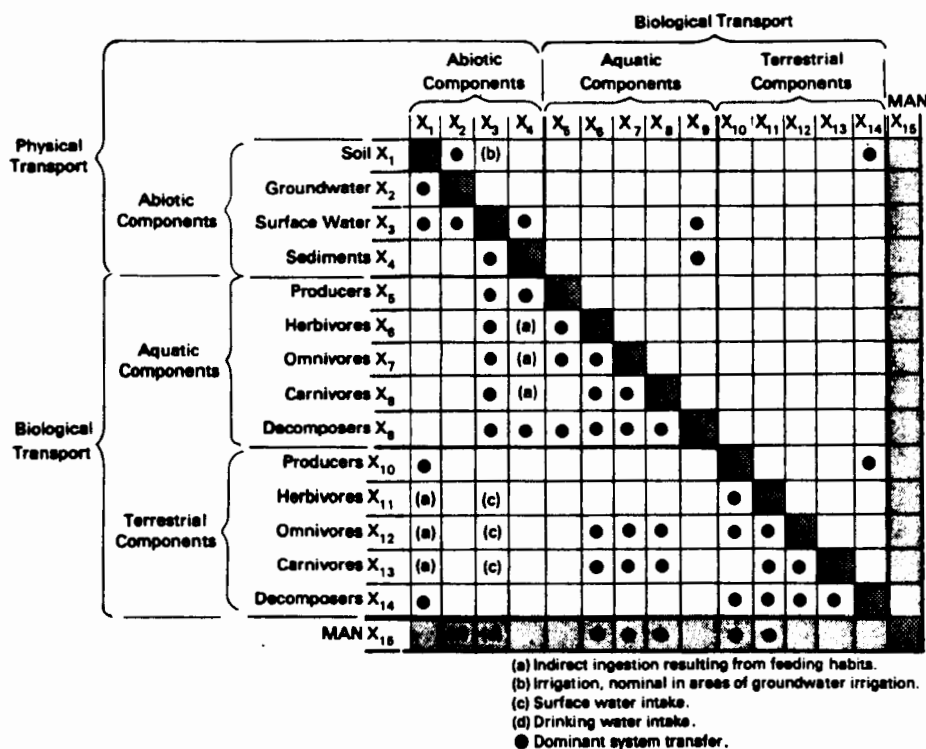 Biological Transport
Abiotic Components
Aquatic Components
Terrestrial Components
MAN
X1 X2 X3 X4 X5 X6 X7 X8 X9 X10 X11 X12 X13 X14 X15
Physical Transport
Abiotic Components
Soil X1 (b)
Groundwater X2
Surface Water X3
Sediments X4
Biological Transport
Aquatic Components
Producers X5
Herbivores X6 (a)
Omnivores X7 (a)
Carnivores X8 (a)
Decomposers X9
Terrestrial Components
Producers X10
Herbivores X11 (a) (c)
Omnivores X12 (a) (c)
Carnivores X13 (a) (c)
Decomposers X14
MAN X15
(a) Indirect ingestion resulting from feeding habits.
(b) Irrigation, nominal in areas of groundwater irrigation.
(c) Surface water intake.
(d) Drinking water intake.
● Dominant system transfer.